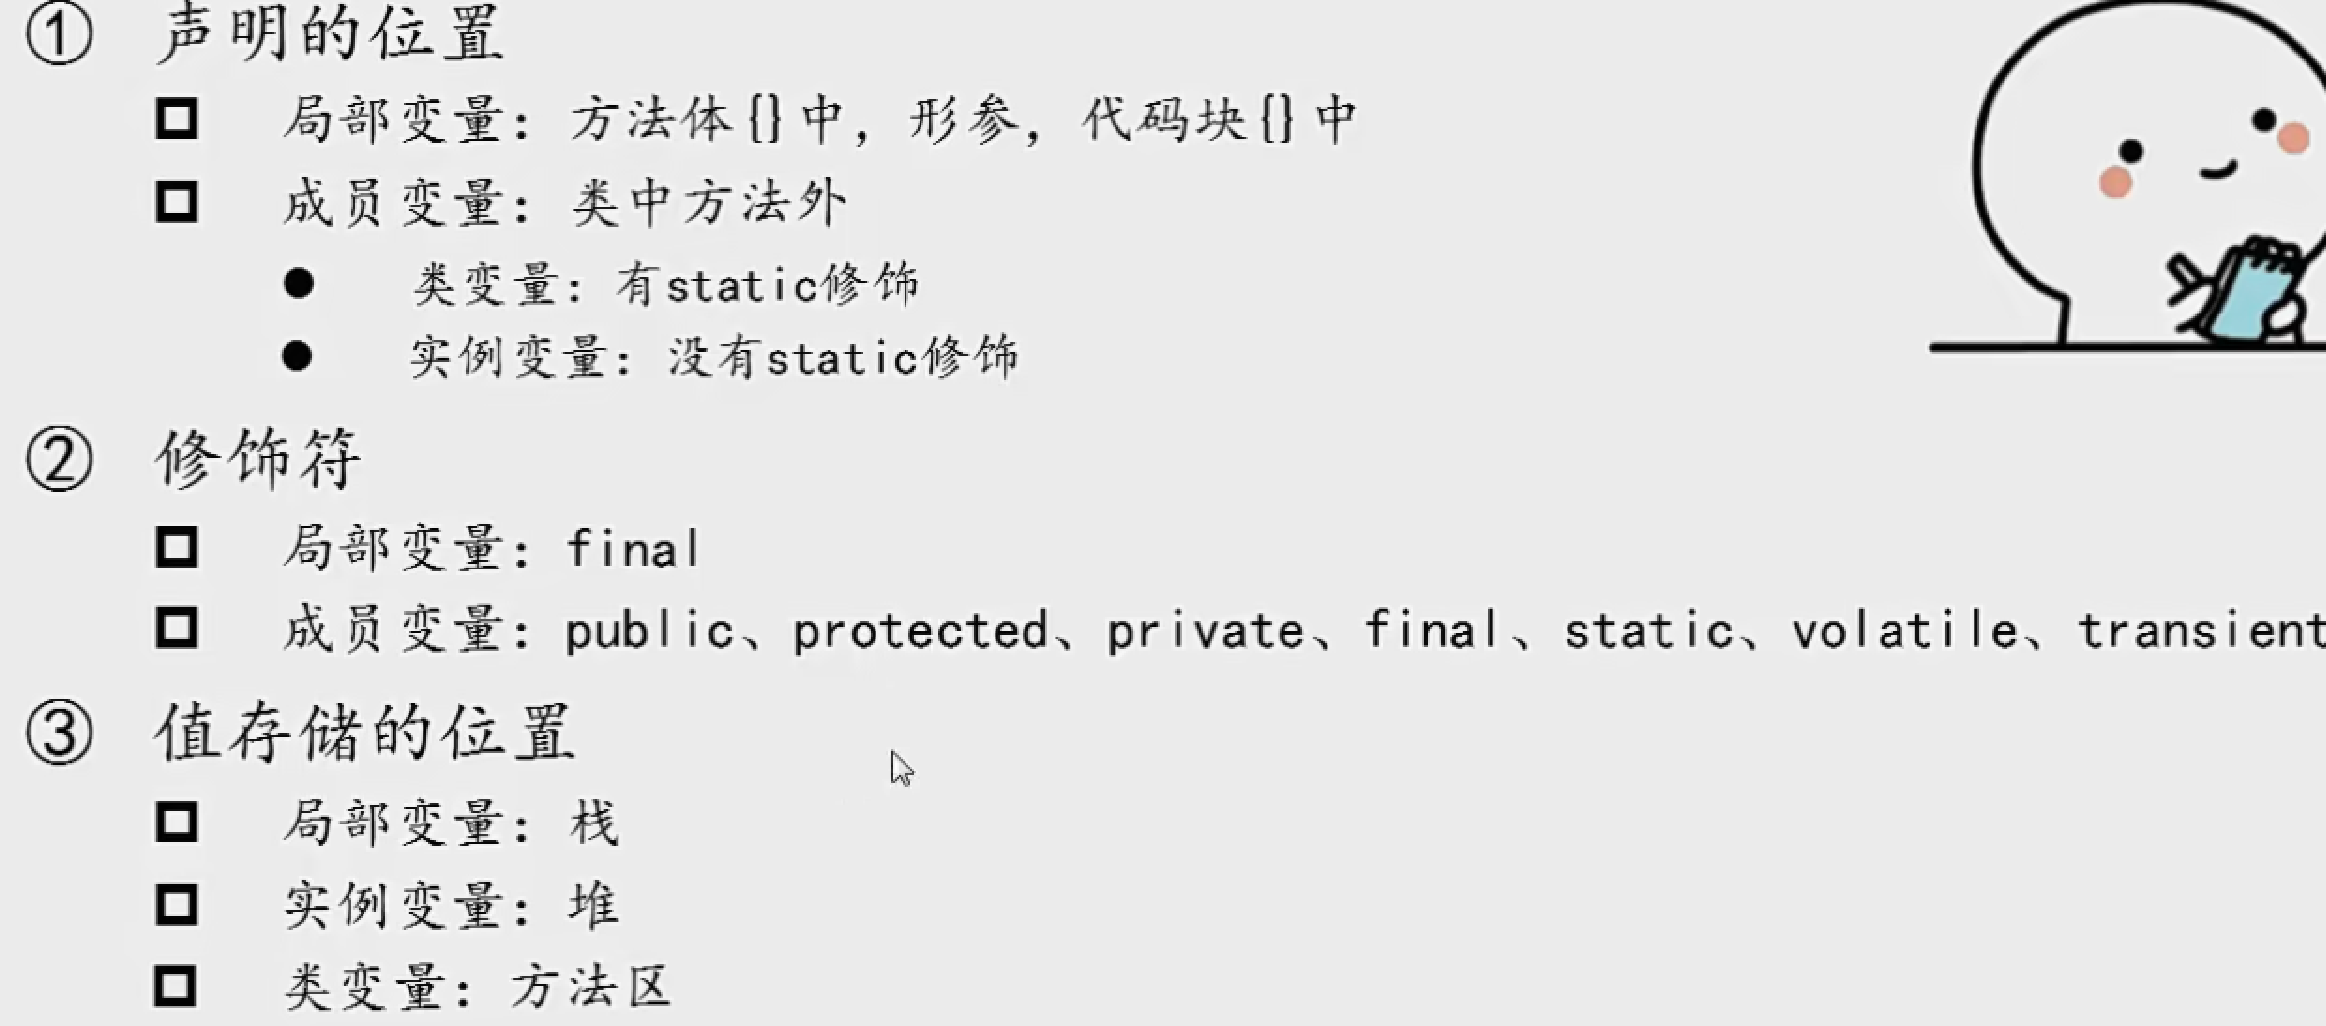 ① 声明的位置
局部变量：方法体{}中，形参，代码块{}中
成员变量：类中方法外
类变量：有static修饰
实例变量：没有static修饰
② 修饰符
局部变量：final
成员变量：public、protected、private、final、static、volatile、transient
③ 值存储的位置
局部变量：栈
实例变量：堆
类变量：方法区